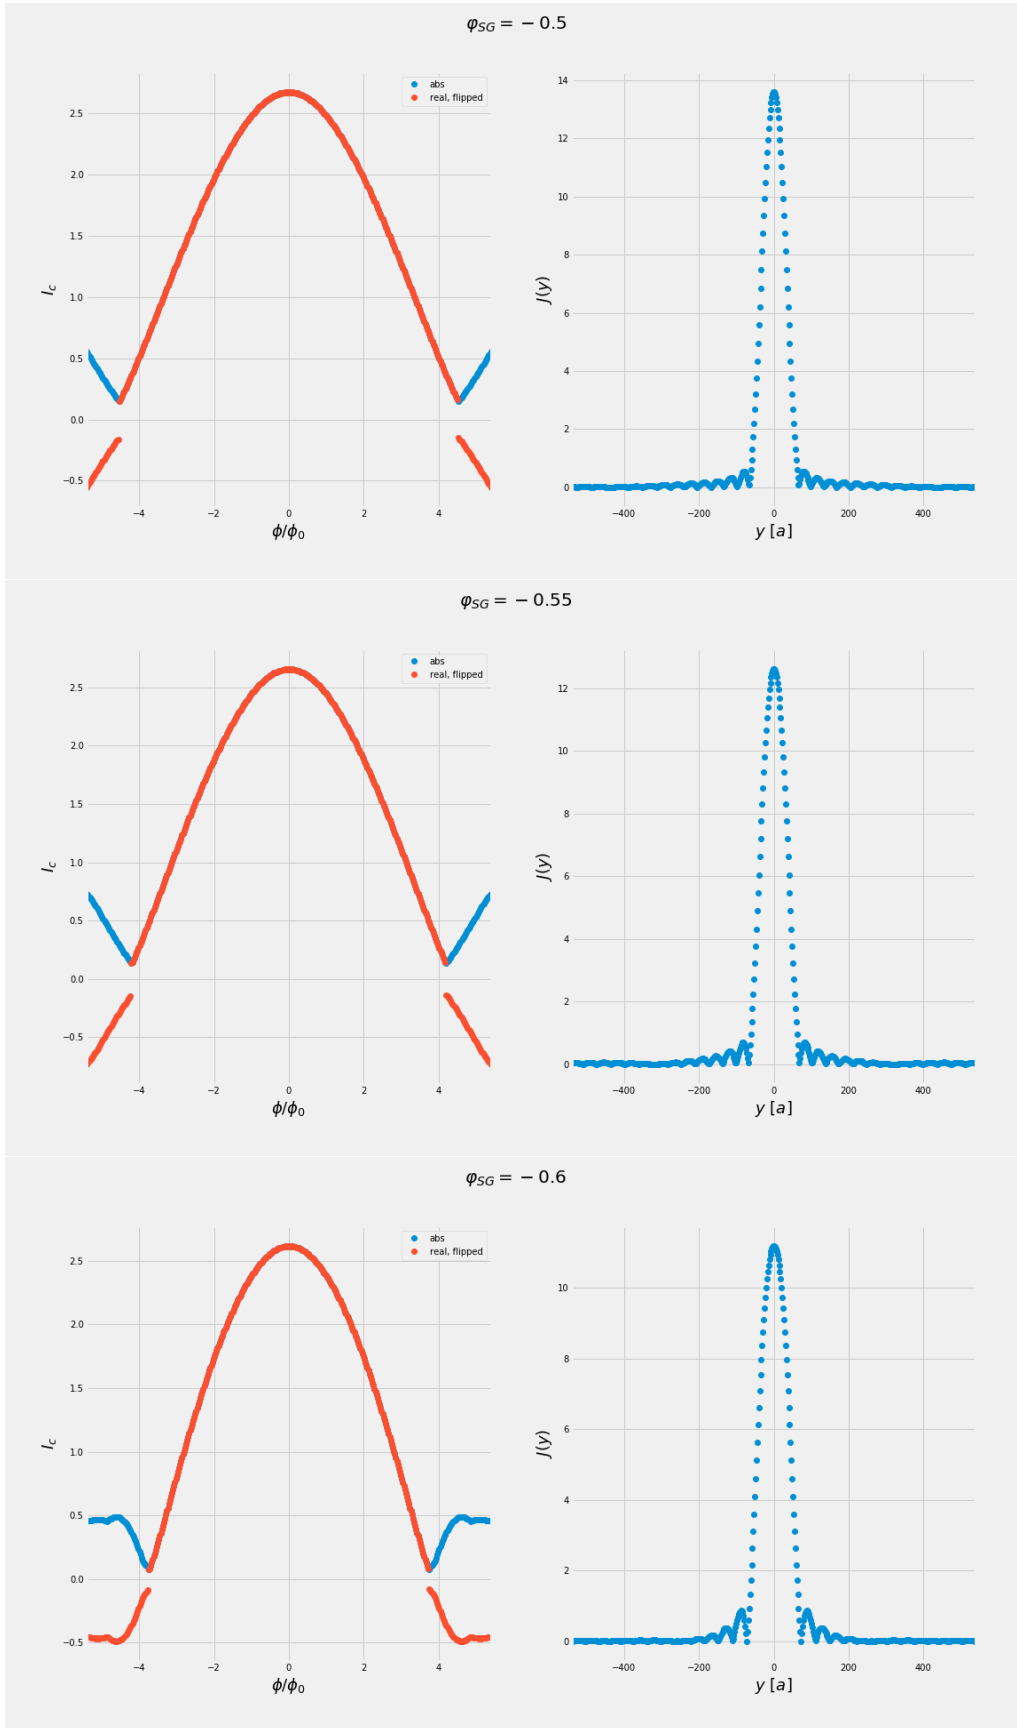 φ_SG = −0.5
abs
real, flipped
I_c
2.5
2.0
1.5
1.0
0.5
0.0
−0.5
−4 −2 0 2 4
ϕ/ϕ₀
J(y)
14
12
10
8
6
4
2
0
−400 −200 0 200 400
y [a]
φ_SG = −0.55
abs
real, flipped
I_c
2.5
2.0
1.5
1.0
0.5
0.0
−0.5
−4 −2 0 2 4
ϕ/ϕ₀
J(y)
12
10
8
6
4
2
0
−400 −200 0 200 400
y [a]
φ_SG = −0.6
abs
real, flipped
I_c
2.5
2.0
1.5
1.0
0.5
0.0
−0.5
−4 −2 0 2 4
ϕ/ϕ₀
J(y)
10
8
6
4
2
0
−400 −200 0 200 400
y [a]